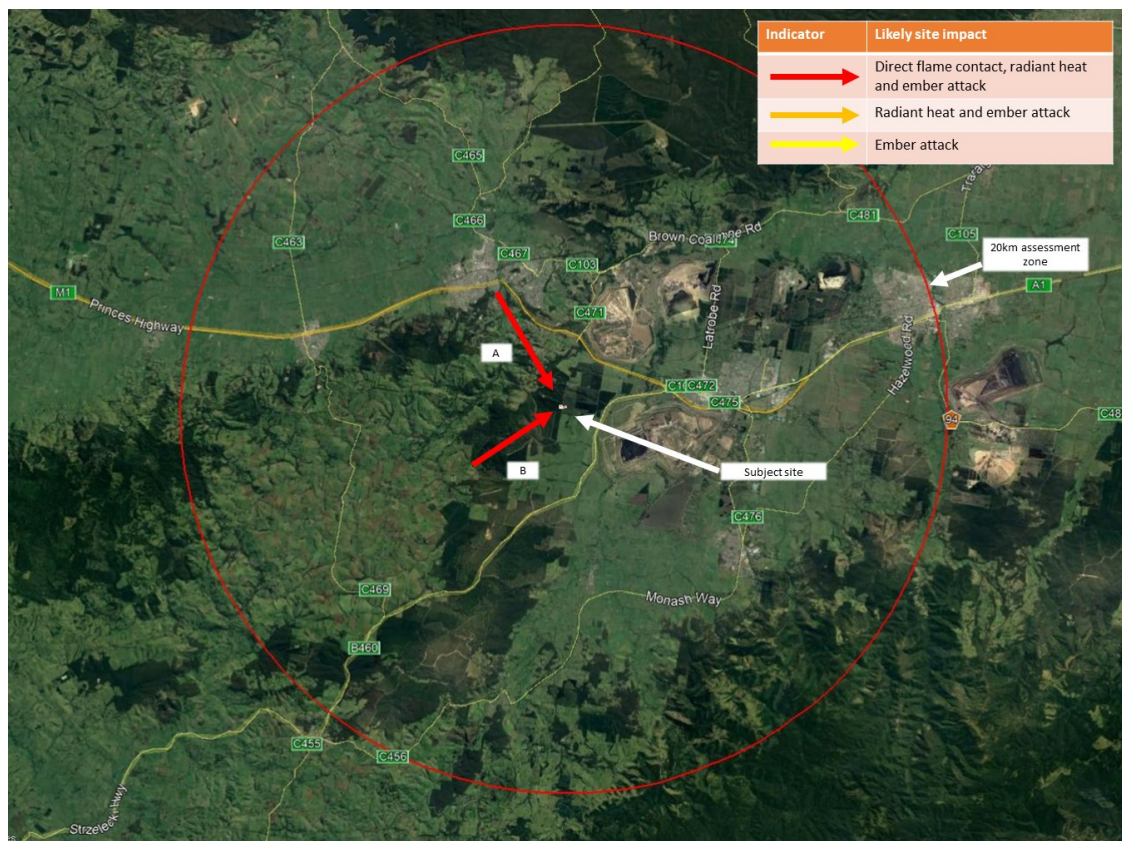 Indicator
Likely site impact
Direct flame contact, radiant heat
and ember attack
Radiant heat and ember attack
Ember attack
C465
C466
C463
C467
C103
Brown Coal
Rd
C481
C105
20km assessment
zone
M1
Princes Highway
A1
C471
Latrobe Rd
Hazelwood Rd
A
C472
C475
94
B
Subject site
C476
C469
Monash Way
B460
C455
C456
Strzelecki Hwy